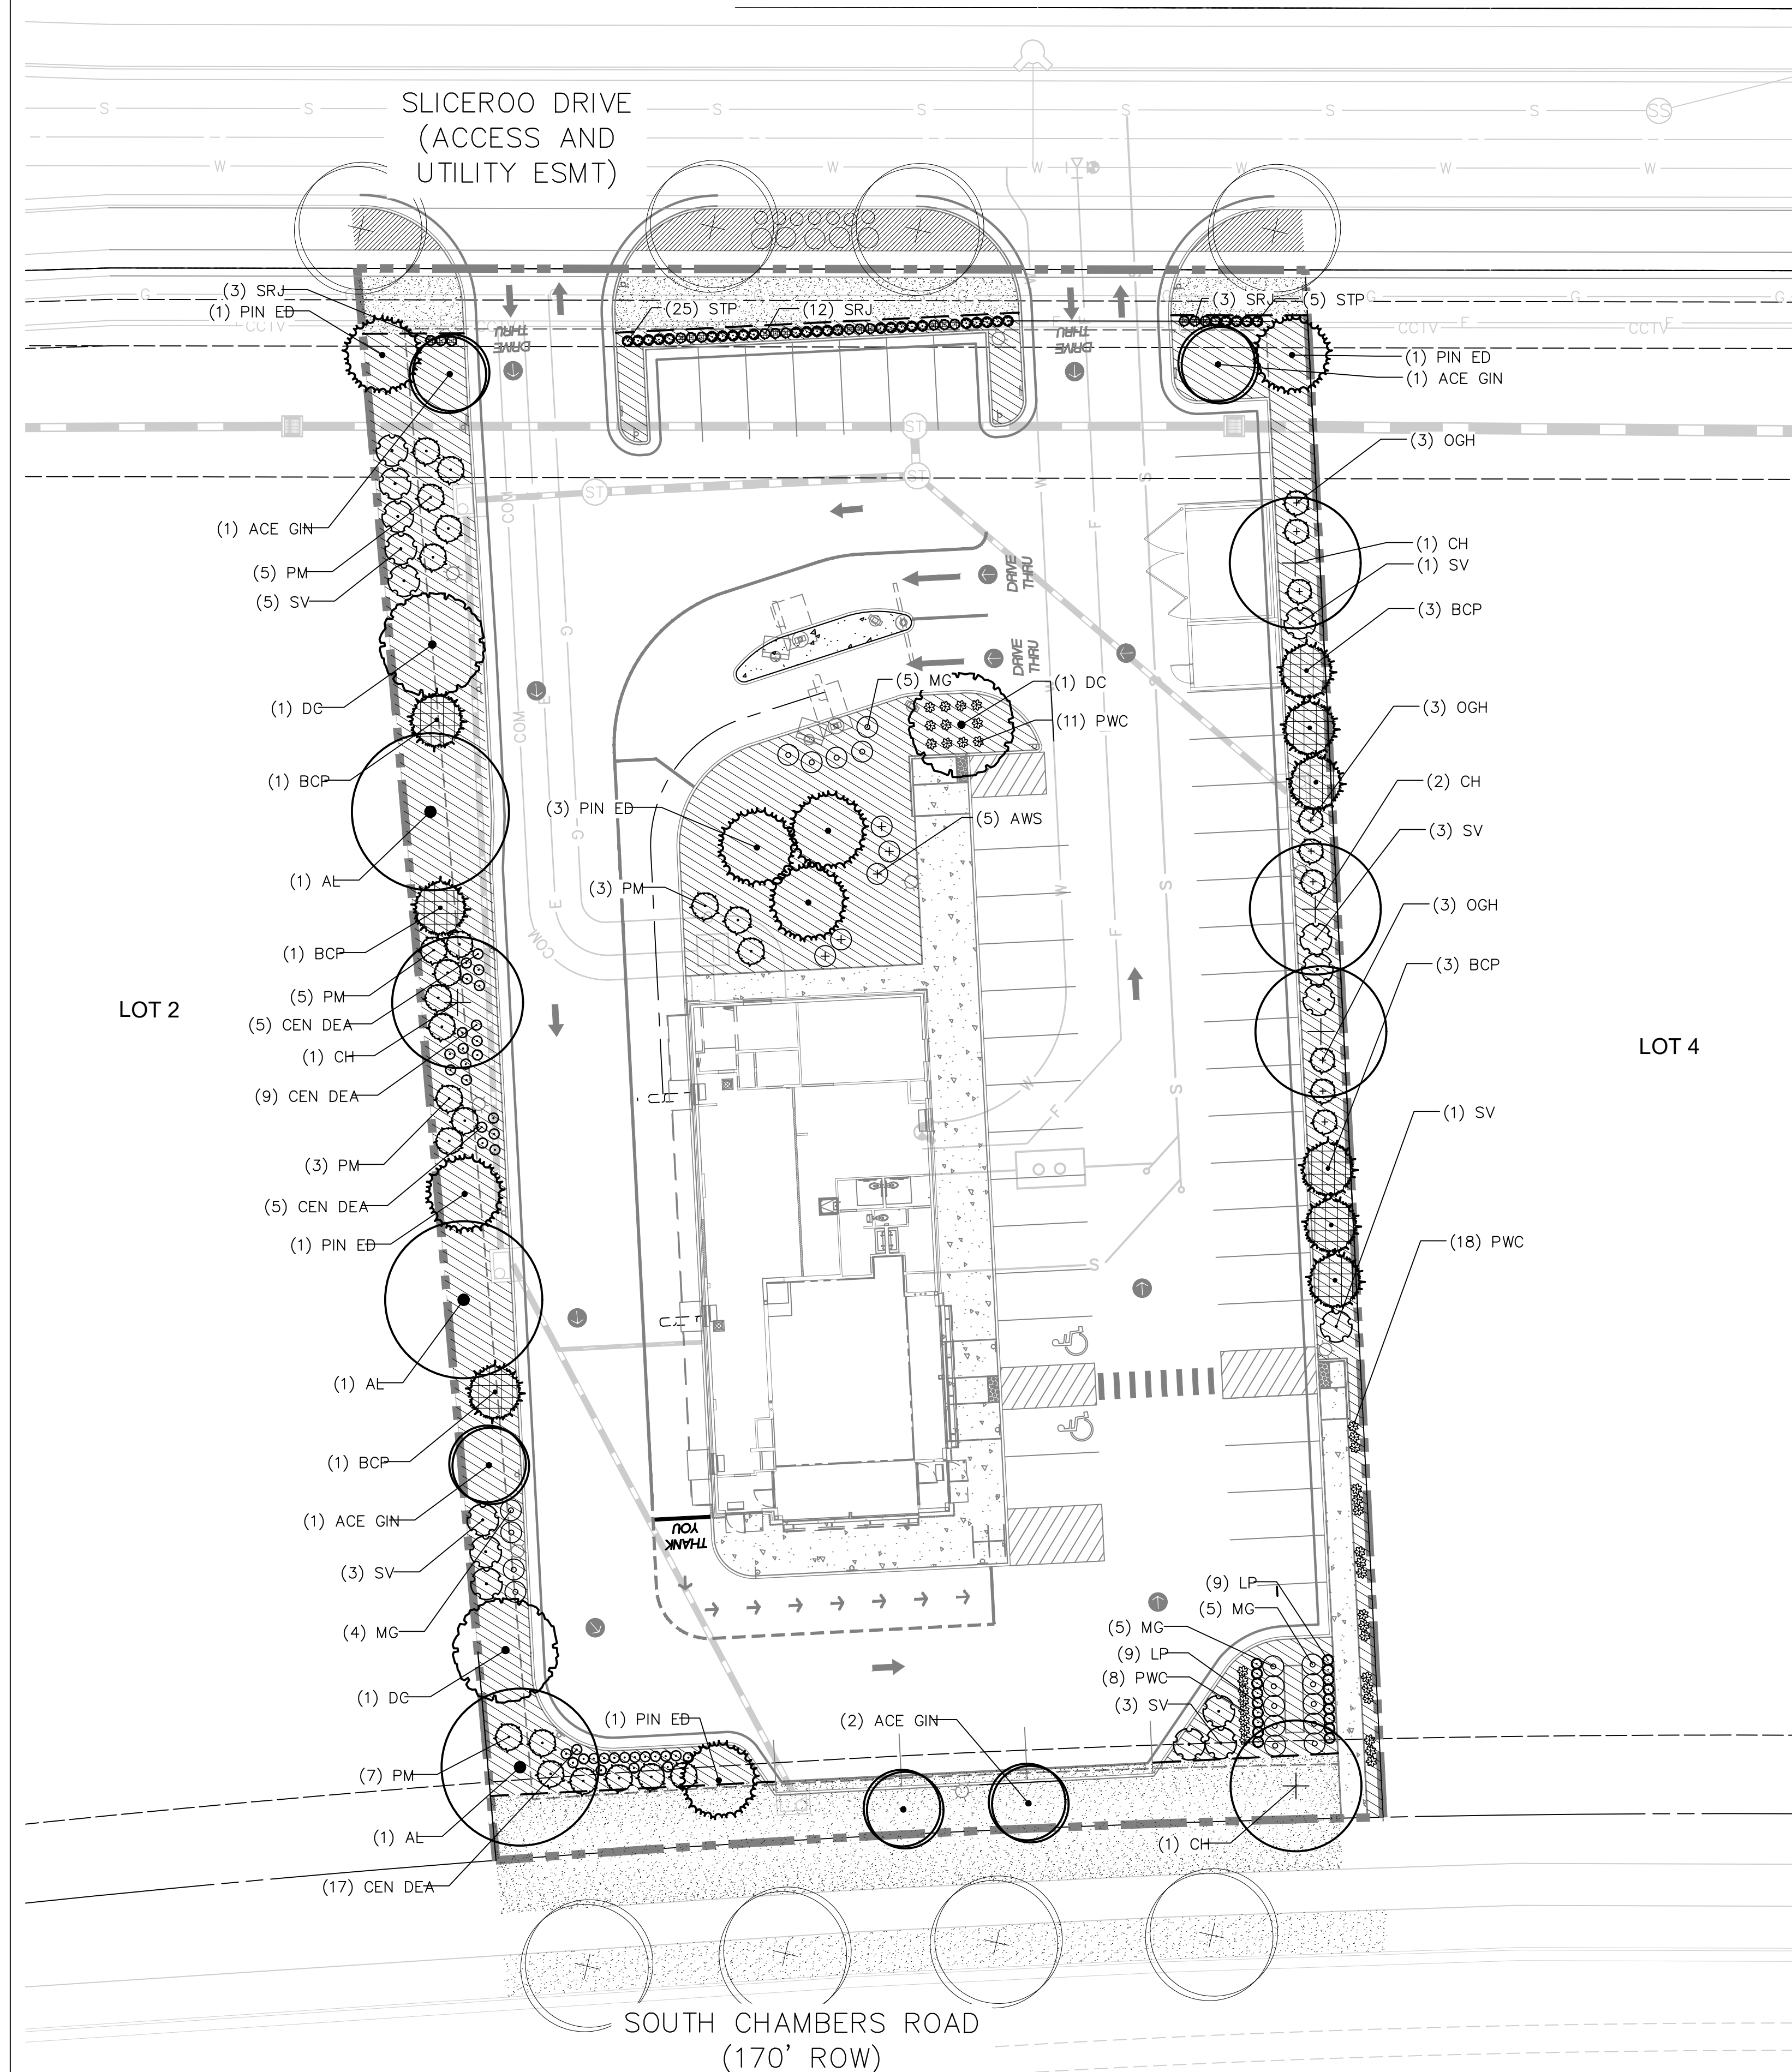 SLICEROO DRIVE
(ACCESS AND
UTILITY ESMT)
S S S S S S S SS
W W W W W W
(3) SRJ
(1) PIN ED
CCTV
G G G G
(25) STP
(12) SRJ
(3) SRJ
(5) STP
CCTV E CCTV E
DRIVE
THRU
DRIVE
THRU
(1) PIN ED
(1) ACE GIN
ST
ST
ST
(3) OGH
(1) ACE GIN
(5) PM
(5) SV
(1) CH
(1) SV
(3) BCP
DRIVE
THRU
DRIVE
THRU
COM
G
E
W
F
S
(1) DC
(5) MG
(1) DC
(11) PWC
(3) OGH
(1) BCP
(3) PIN ED
(5) AWS
(2) CH
(3) SV
(1) AL
(3) PM
(3) OGH
(1) BCP
(3) BCP
(5) PM
LOT 2
(5) CEN DEA
(1) CH
LOT 4
(9) CEN DEA
(1) SV
(3) PM
(5) CEN DEA
(1) PIN ED
(18) PWC
(1) AL
(1) BCP
(1) ACE GIN
THANK
YOU
(3) SV
(9) LP
(5) MG
(4) MG
(5) MG
(9) LP
(8) PWC
(1) DC
(3) SV
(1) PIN ED
(2) ACE GIN
(7) PM
(1) AL
(1) CH
(17) CEN DEA
SOUTH CHAMBERS ROAD
(170' ROW)